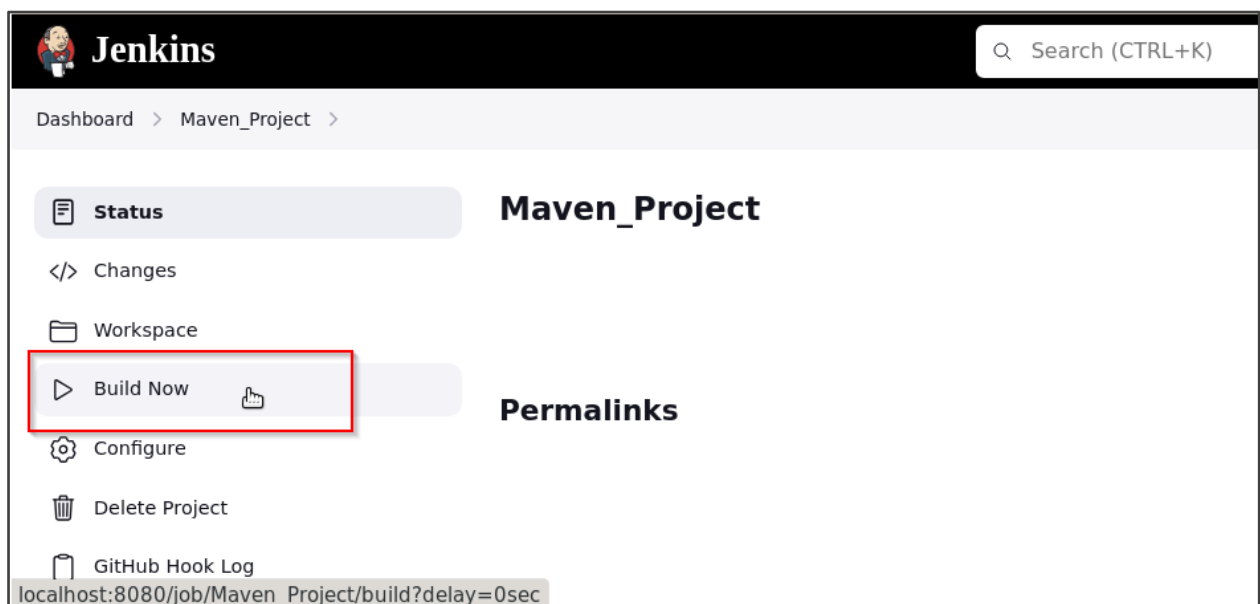 Jenkins
Search (CTRL+K)
Dashboard > Maven_Project >
Status
Maven_Project
Changes
Workspace
Build Now
Permalinks
Configure
Delete Project
GitHub Hook Log
localhost:8080/job/Maven_Project/build?delay=0sec